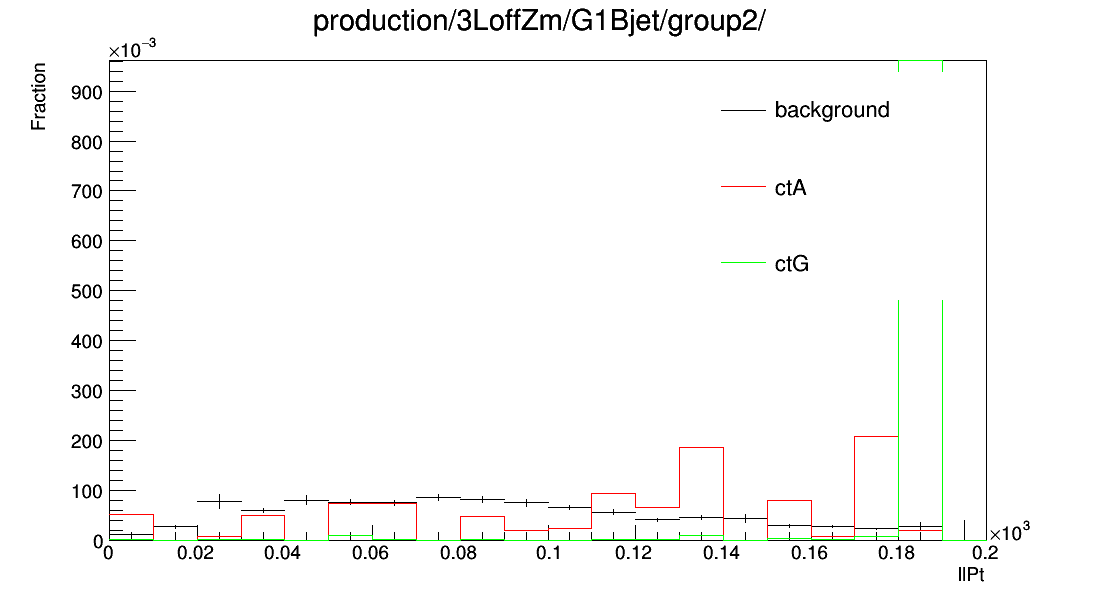 production/3LoffZm/G1Bjet/group2/
×10⁻³
Fraction
900
800
700
600
500
400
300
200
100
0
background
ctA
ctG
0 0.02 0.04 0.06 0.08 0.1 0.12 0.14 0.16 0.18 0.2
×10³
llPt